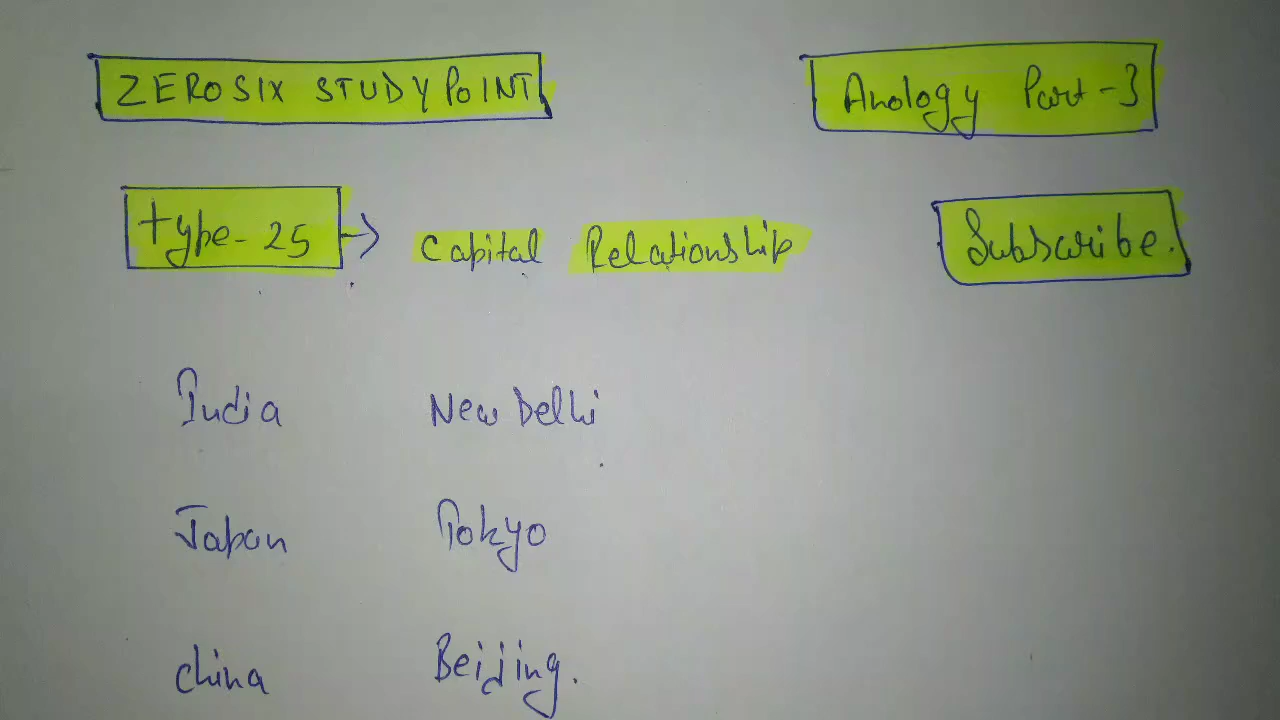 ZEROSIX STUDY POINT
Anology Part-3
type-25 → Capital Relationship
Subscribe.
India New Delhi
Japan Tokyo
china Beijing.